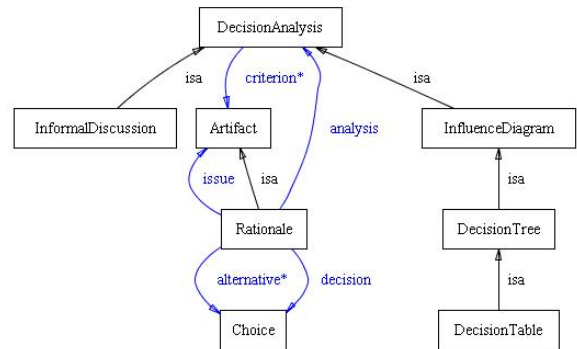 DecisionAnalysis
isa
criterion*
isa
InformalDiscussion
Artifact
analysis
InfluenceDiagram
issue
isa
isa
Rationale
DecisionTree
alternative*
decision
isa
Choice
DecisionTable